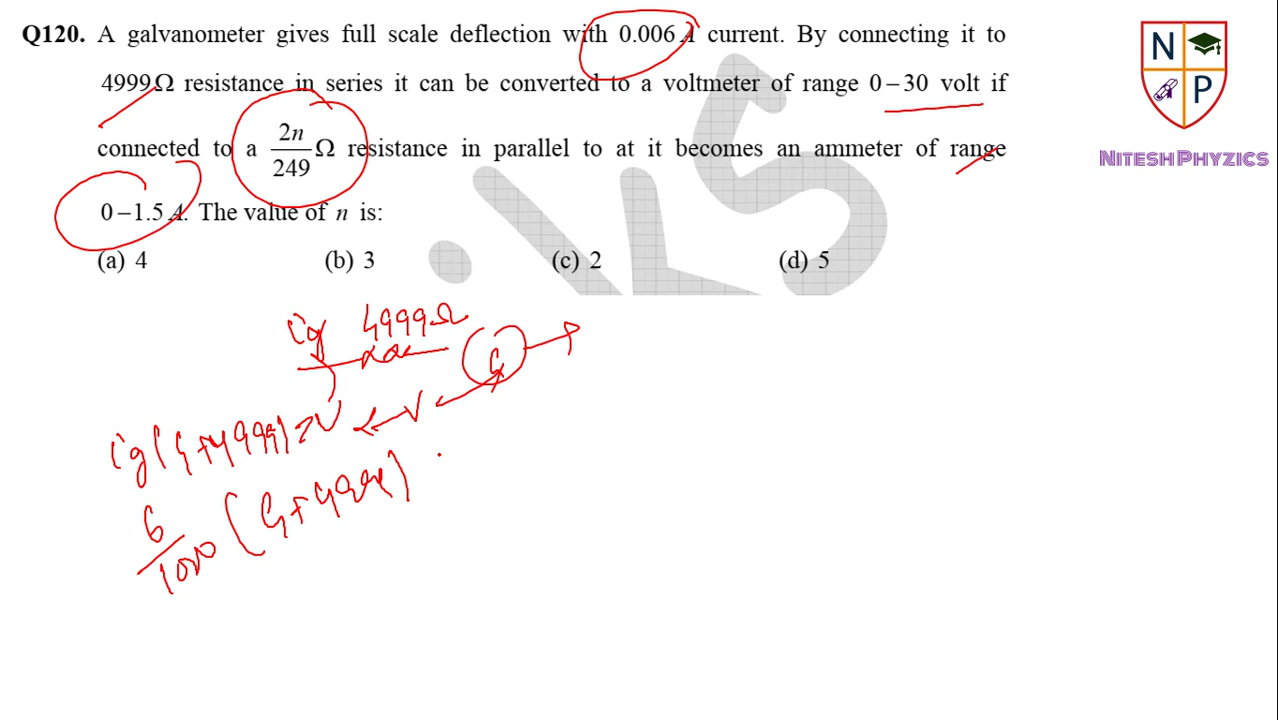 Q120. A galvanometer gives full scale deflection with 0.006 A current. By connecting it to
4999Ω resistance in series it can be converted to a voltmeter of range 0–30 volt if
connected to a 2n/249 Ω resistance in parallel to at it becomes an ammeter of range
0–1.5 A. The value of n is:
(a) 4 (b) 3 (c) 2 (d) 5
N
P
NITESH PHYZICS
ig 4999Ω
G
ig(G+4999)=V
V
6/1000 (G+4999)